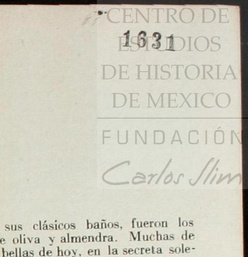 CENTRO DE
1631
ESTUDIOS
DE HISTORIA
DE MEXICO
FUNDACIÓN
Carlos Slim
sus clásicos baños, fueron los
e oliva y almendra. Muchas de
bellas de hoy, en la secreta sole-